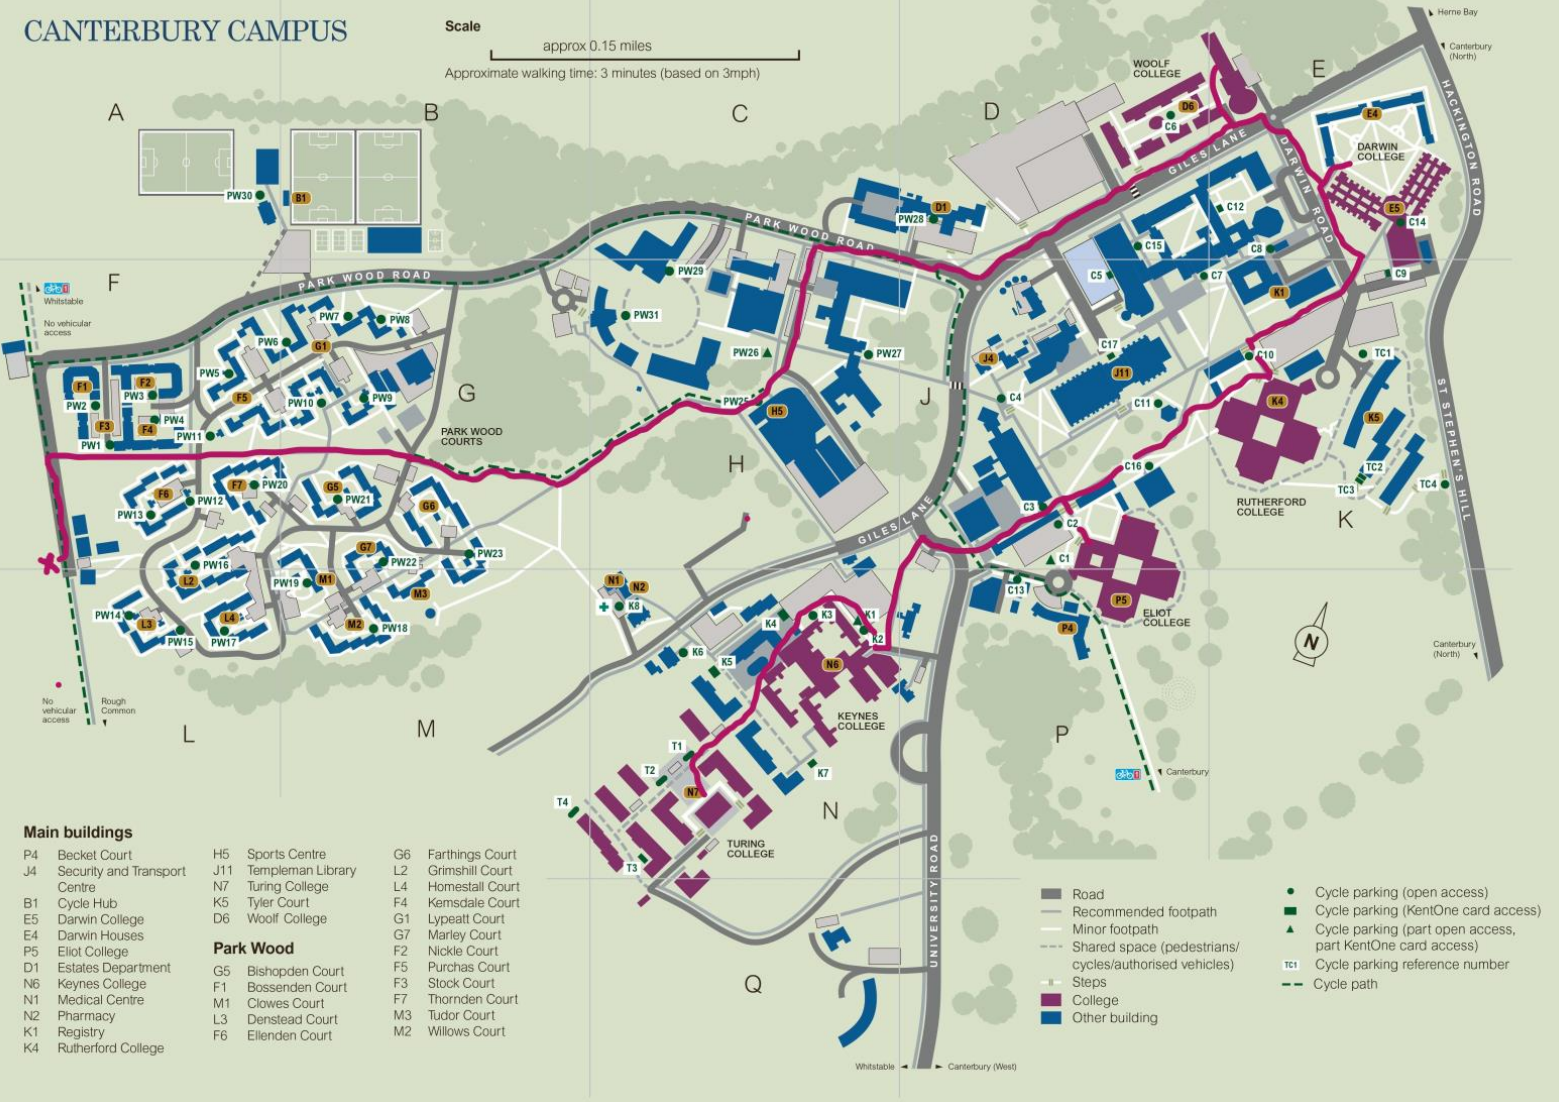 CANTERBURY CAMPUS
Scale
approx 0.15 miles
Approximate walking time: 3 minutes (based on 3mph)
Herne Bay
Canterbury
(North)
WOOLF
COLLEGE
E
A
B
C
D
D6
C6
E4
DARWIN
COLLEGE
HACKINGTON ROAD
GILES LANE
DARWIN ROAD
PW30
B1
D1
PW28
C12
E5
C14
PARK WOOD ROAD
C15
C8
F
PARK WOOD ROAD
PW29
C5
C7
C9
K1
Whitstable
No vehicular
access
PW7
PW8
PW31
G1
PW6
PW26
PW27
C17
C10
TC1
J4
J11
F1
F2
PW5
PW3
PW2
F5
PW10
PW9
G
PW25
H5
J
C4
C11
K4
K5
ST STEPHEN'S HILL
PW4
F3
F4
PW11
PW1
PARK WOOD
COURTS
H
C16
TC2
TC3
TC4
F7
PW20
G5
PW21
F6
PW12
PW13
G6
RUTHERFORD
COLLEGE
K
GILES LANE
C3
C2
G7
PW22
PW23
C1
PW16
L2
PW19
M1
N1
N2
C13
M3
P5
K8
PW14
L3
L4
M2
PW18
K4
K3
K1
ELIOT
COLLEGE
PW15
PW17
K2
P4
N
K6
K5
N6
Canterbury
(North)
No
vehicular
access
Rough
Common
KEYNES
COLLEGE
L
M
P
T1
T2
K7
Canterbury
N7
T4
N
TURING
COLLEGE
T3
UNIVERSITY ROAD
Q
Whitstable
Canterbury (West)
Main buildings
P4 Becket Court
J4 Security and Transport
Centre
B1 Cycle Hub
E5 Darwin College
E4 Darwin Houses
P5 Eliot College
D1 Estates Department
N6 Keynes College
N1 Medical Centre
N2 Pharmacy
K1 Registry
K4 Rutherford College
H5 Sports Centre
J11 Templeman Library
N7 Turing College
K5 Tyler Court
D6 Woolf College
Park Wood
G5 Bishopden Court
F1 Bossenden Court
M1 Clowes Court
L3 Denstead Court
F6 Ellenden Court
G6 Farthings Court
L2 Grimshill Court
L4 Homestall Court
F4 Kemsdale Court
G1 Lypeatt Court
G7 Marley Court
F2 Nickle Court
F5 Purchas Court
F3 Stock Court
F7 Thornden Court
M3 Tudor Court
M2 Willows Court
Road
Recommended footpath
Minor footpath
Shared space (pedestrians/
cycles/authorised vehicles)
Steps
College
Other building
Cycle parking (open access)
Cycle parking (KentOne card access)
Cycle parking (part open access,
part KentOne card access)
TC1 Cycle parking reference number
Cycle path